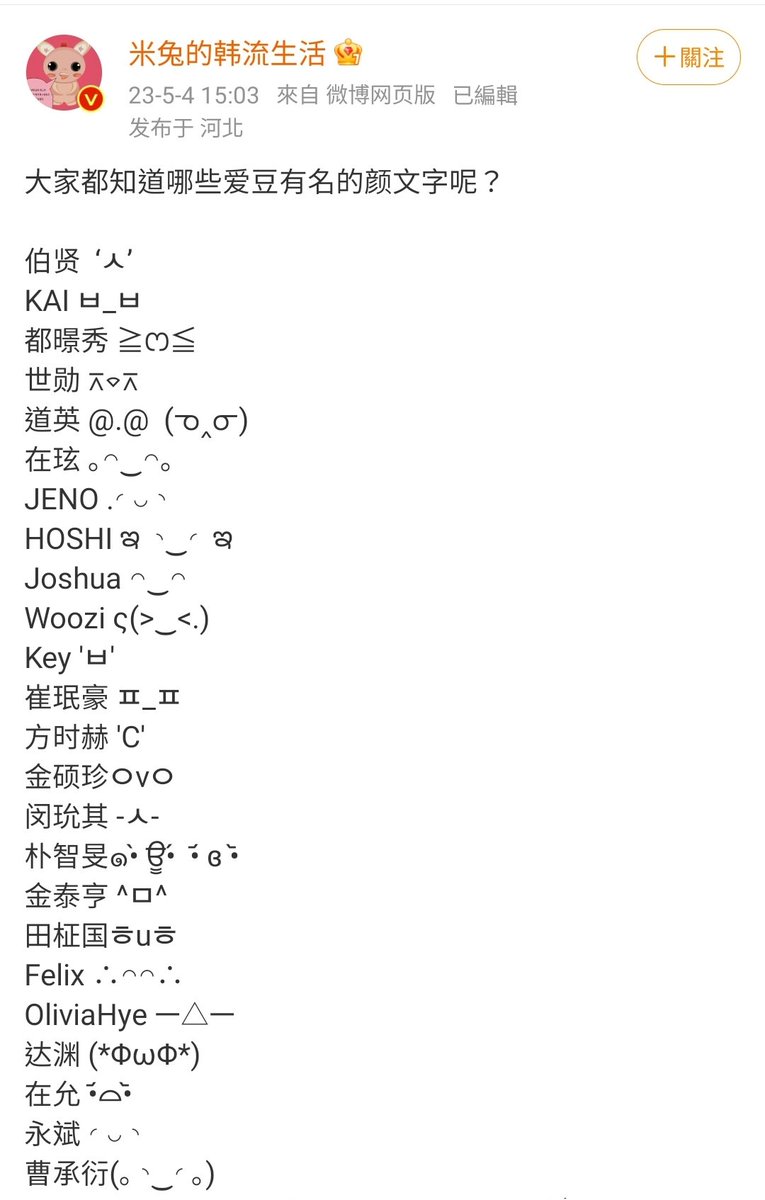 米兔的韩流生活
＋關注
23-5-4 15:03 來自 微博网页版 已編輯
发布于 河北
大家都知道哪些爱豆有名的颜文字呢？
伯贤 ‘ㅅ’
KAI ㅂ_ㅂ
都暻秀 ≧ო≦
世勋 ㅈ▿ㅈ
道英 @.@ (ㅡㅇ‸ㅇㅡ)
在玹 ｡◠‿◠｡
JENO .◜ ◡ ◝
HOSHI ఇ ◝‿◜ ఇ
Joshua ◠‿◠
Woozi ς(>‿<.)
Key 'ㅂ'
崔珉豪 ㅍ_ㅍ
方时赫 'C'
金硕珍ㅇvㅇ
闵玧其 -ㅅ-
朴智旻๑•̀ ਊ•́ •́ ɞ •̀
金泰亨 ^ㅁ^
田柾国ㅎuㅎ
Felix ∴◠◠∴
OliviaHye ㅡ△ㅡ
达渊 (*ΦωΦ*)
在允 •́⌓•̀
永斌 ◜ ◡ ◝
曹承衍(｡ ◝‿◜ ｡)